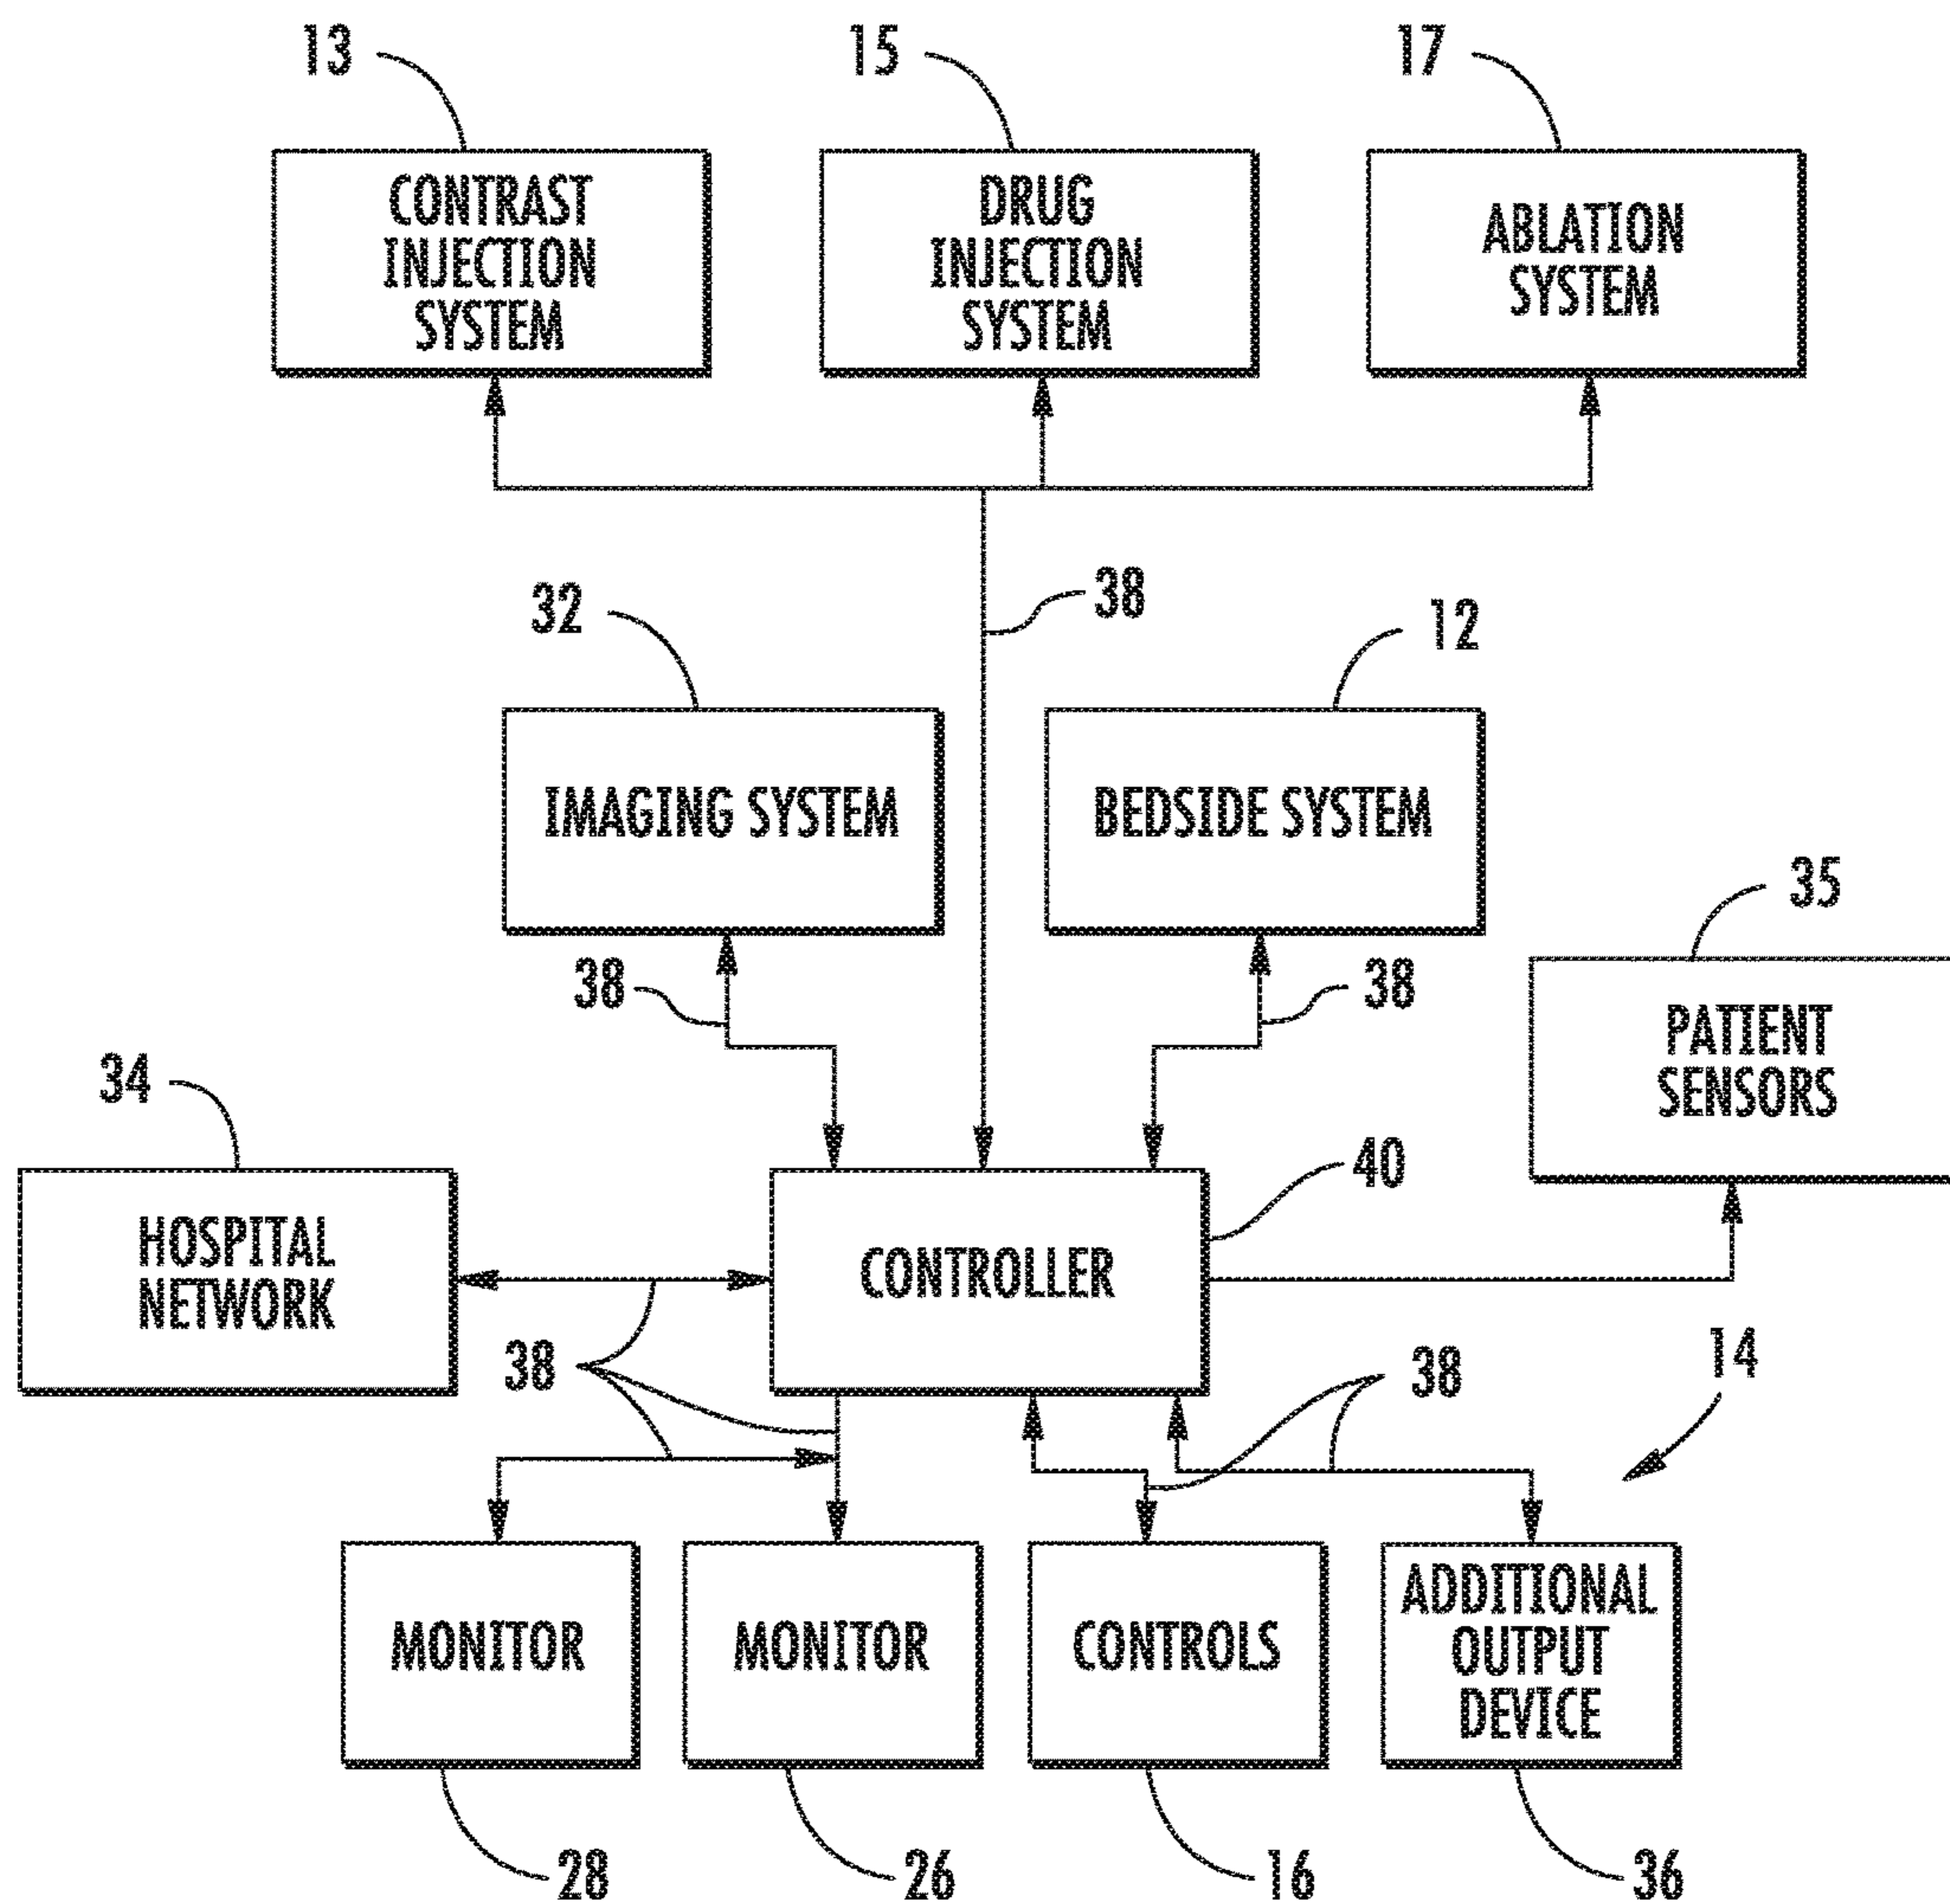 13
15
17
CONTRAST
INJECTION
SYSTEM
DRUG
INJECTION
SYSTEM
ABLATION
SYSTEM
32
38
12
IMAGING SYSTEM
BEDSIDE SYSTEM
35
38
38
PATIENT
SENSORS
34
40
HOSPITAL
NETWORK
CONTROLLER
38
38
14
MONITOR
MONITOR
CONTROLS
ADDITIONAL
OUTPUT
DEVICE
28
26
16
36